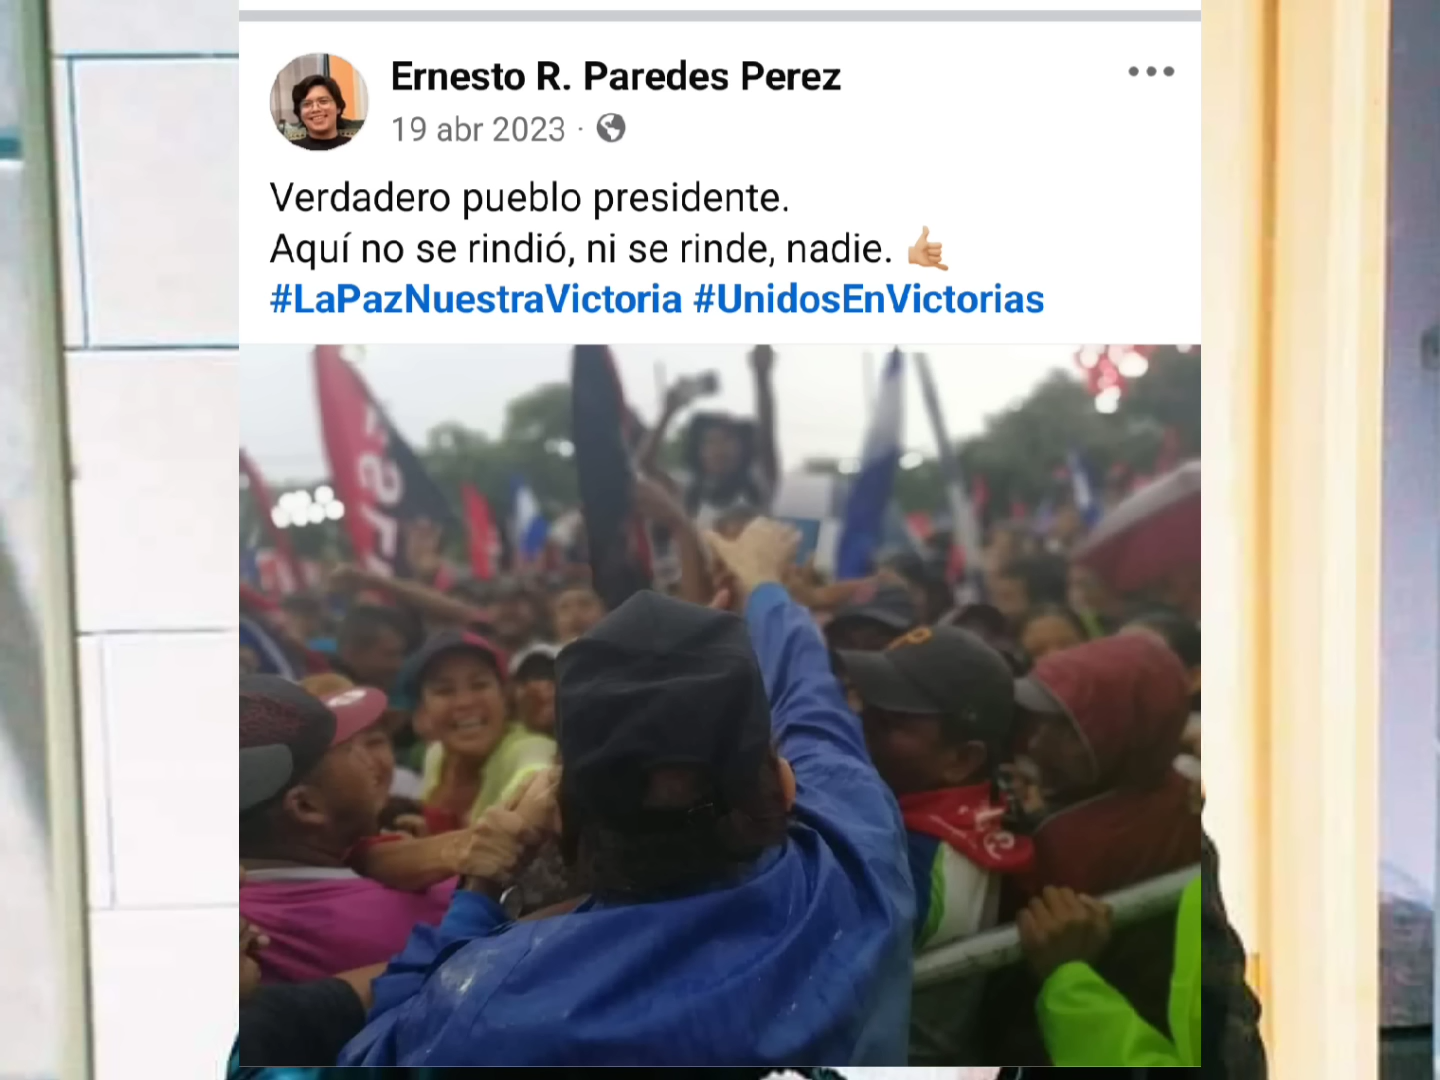 Ernesto R. Paredes Perez
19 abr 2023 ·
Verdadero pueblo presidente.
Aquí no se rindió, ni se rinde, nadie. 🤙🏼
#LaPazNuestraVictoria #UnidosEnVictorias